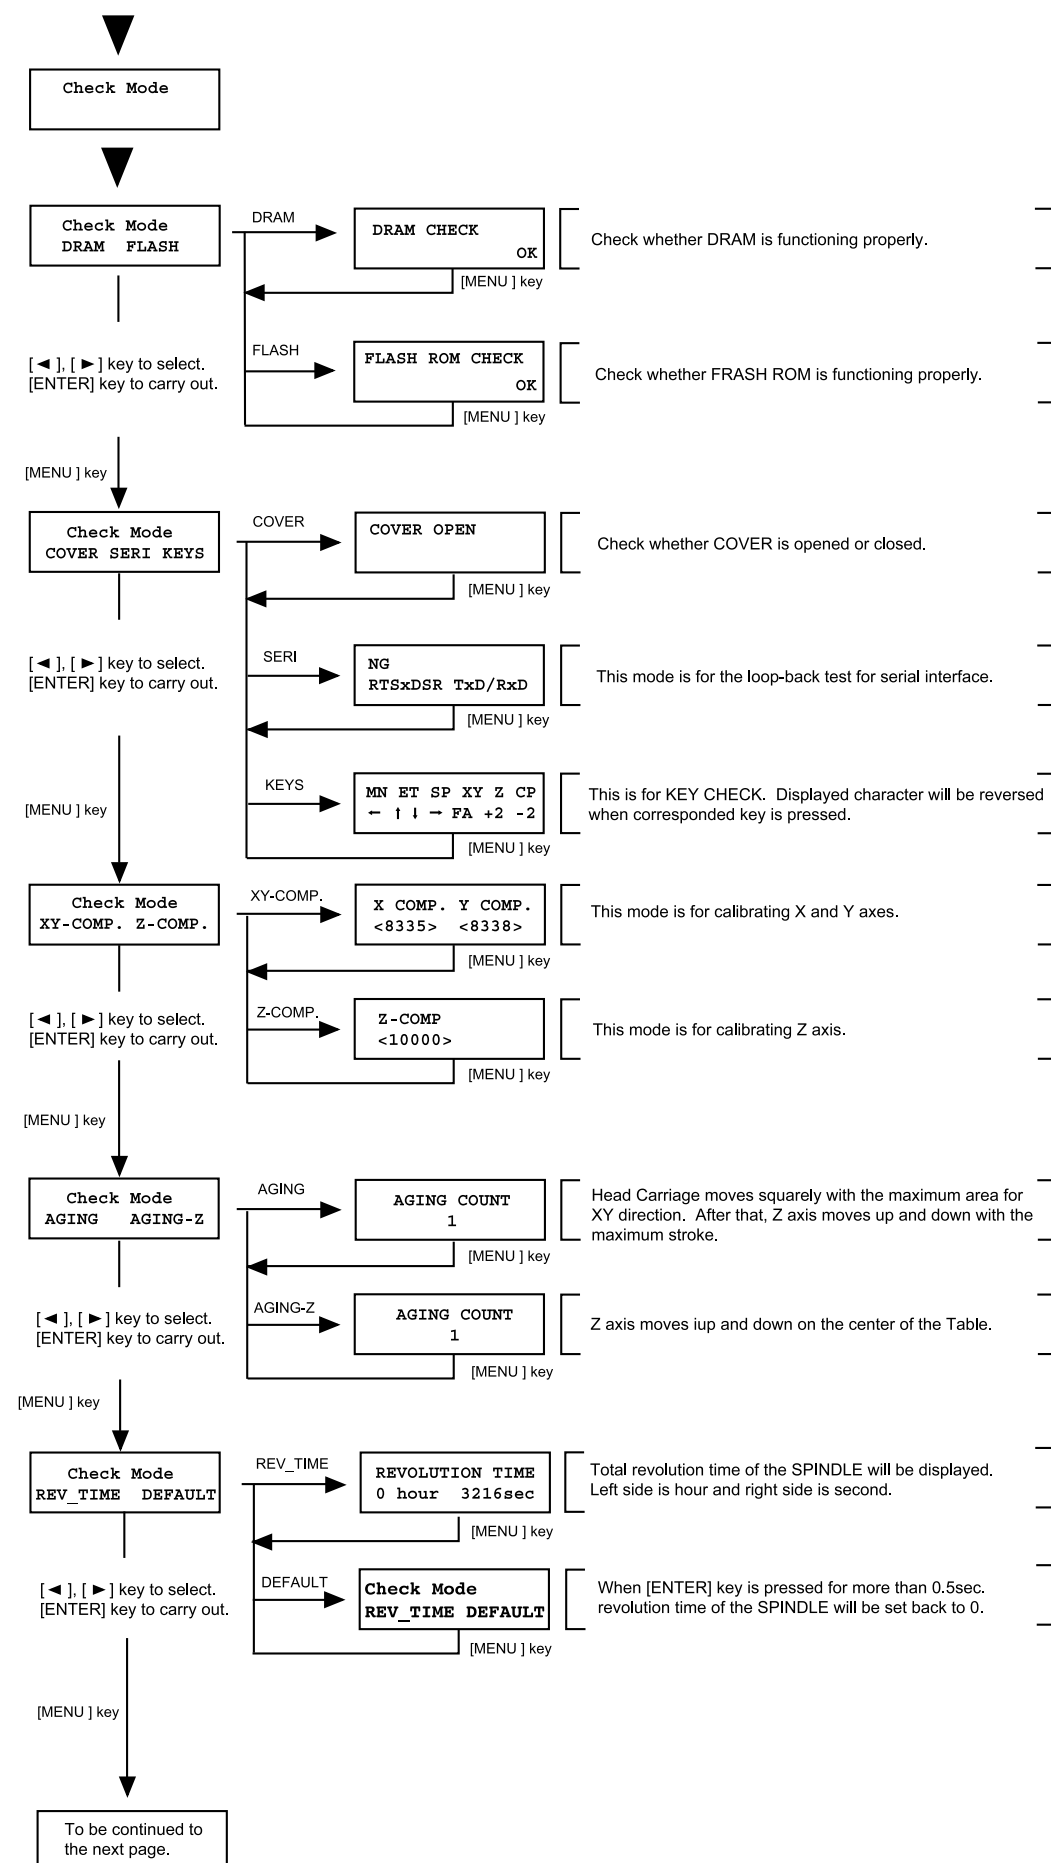 Check Mode
Check Mode
DRAM FLASH
DRAM
DRAM CHECK
OK
Check whether DRAM is functioning properly.
[MENU ] key
[ ◄ ], [ ► ] key to select.
[ENTER] key to carry out.
FLASH
FLASH ROM CHECK
OK
Check whether FRASH ROM is functioning properly.
[MENU ] key
[MENU ] key
Check Mode
COVER SERI KEYS
COVER
COVER OPEN
Check whether COVER is opened or closed.
[MENU ] key
[ ◄ ], [ ► ] key to select.
[ENTER] key to carry out.
SERI
NG
RTSxDSR TxD/RxD
This mode is for the loop-back test for serial interface.
[MENU ] key
KEYS
MN ET SP XY Z CP
← ↑ ↓ → FA +2 -2
This is for KEY CHECK. Displayed character will be reversed
when corresponded key is pressed.
[MENU ] key
[MENU ] key
Check Mode
XY-COMP. Z-COMP.
XY-COMP.
X COMP. Y COMP.
<8335> <8338>
This mode is for calibrating X and Y axes.
[MENU ] key
[ ◄ ], [ ► ] key to select.
[ENTER] key to carry out.
Z-COMP.
Z-COMP
<10000>
This mode is for calibrating Z axis.
[MENU ] key
[MENU ] key
Check Mode
AGING AGING-Z
AGING
AGING COUNT
1
Head Carriage moves squarely with the maximum area for
XY direction. After that, Z axis moves up and down with the
maximum stroke.
[MENU ] key
[ ◄ ], [ ► ] key to select.
[ENTER] key to carry out.
AGING-Z
AGING COUNT
1
Z axis moves iup and down on the center of the Table.
[MENU ] key
[MENU ] key
Check Mode
REV_TIME DEFAULT
REV_TIME
REVOLUTION TIME
0 hour 3216sec
Total revolution time of the SPINDLE will be displayed.
Left side is hour and right side is second.
[MENU ] key
[ ◄ ], [ ► ] key to select.
[ENTER] key to carry out.
DEFAULT
Check Mode
REV_TIME DEFAULT
When [ENTER] key is pressed for more than 0.5sec.
revolution time of the SPINDLE will be set back to 0.
[MENU ] key
[MENU ] key
To be continued to
the next page.